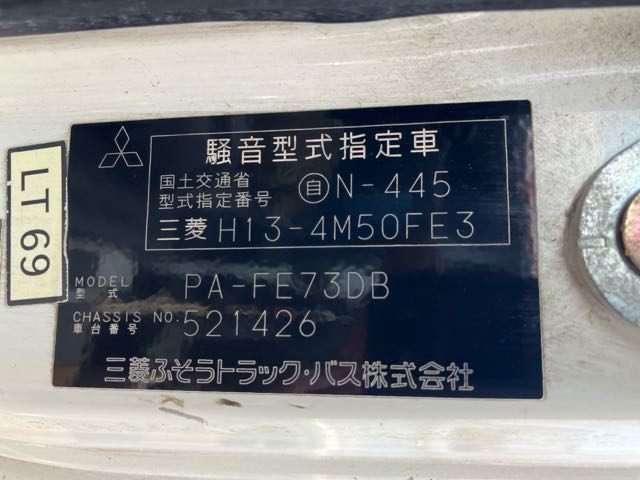 騒音型式指定車
国土交通省
型式指定番号 自 N-445
三菱 H13-4M50FE3
MODEL
型式 PA-FE73DB
CHASSIS NO.
車台番号 521426
三菱ふそうトラック・バス株式会社
LT 69